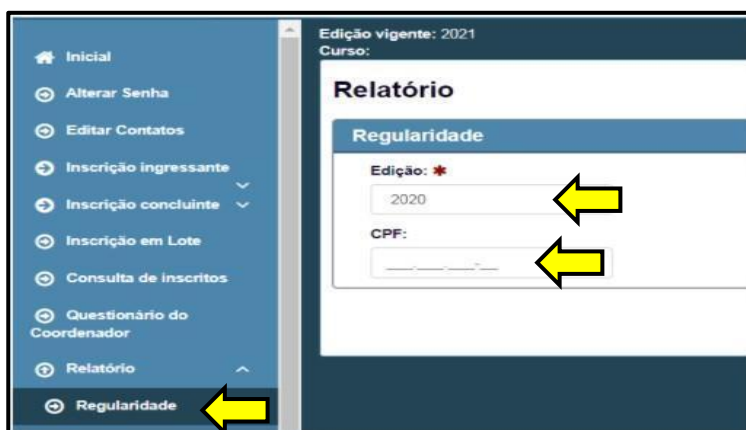 Inicial
Alterar Senha
Editar Contatos
Inscrição ingressante
Inscrição concluinte
Inscrição em Lote
Consulta de inscritos
Questionário do
Coordenador
Relatório
Regularidade
Edição vigente: 2021
Curso:
Relatório
Regularidade
Edição: *
2020
CPF:
___.___.___-__